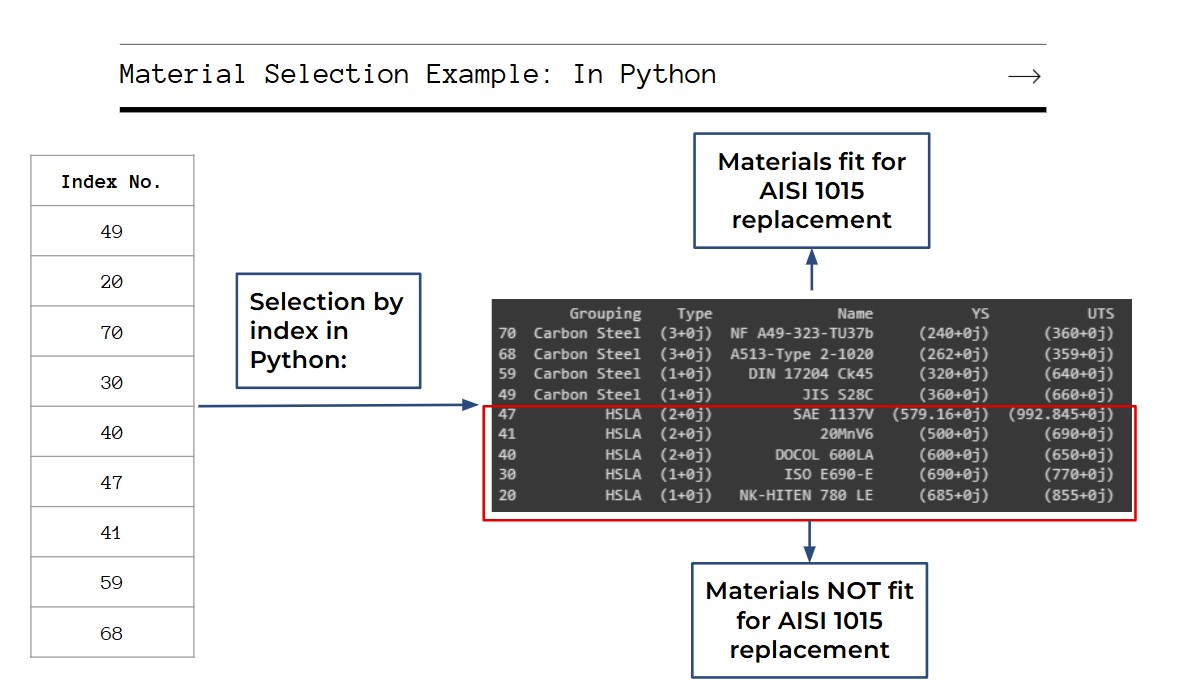 Material Selection Example: In Python
Index No.
49
20
70
30
40
47
41
59
68
Selection by
index in
Python:
Materials fit for
AISI 1015
replacement
Grouping Type Name YS UTS
70 Carbon Steel (3+0j) NF A49-323-TU37b (240+0j) (360+0j)
68 Carbon Steel (3+0j) A513-Type 2-1020 (262+0j) (359+0j)
59 Carbon Steel (1+0j) DIN 17204 Ck45 (320+0j) (640+0j)
49 Carbon Steel (1+0j) JIS S28C (360+0j) (660+0j)
47 HSLA (2+0j) SAE 1137V (579.16+0j) (992.845+0j)
41 HSLA (2+0j) 20MnV6 (500+0j) (690+0j)
40 HSLA (2+0j) DOCOL 600LA (600+0j) (650+0j)
30 HSLA (1+0j) ISO E690-E (690+0j) (770+0j)
20 HSLA (1+0j) NK-HITEN 780 LE (685+0j) (855+0j)
Materials NOT fit
for AISI 1015
replacement